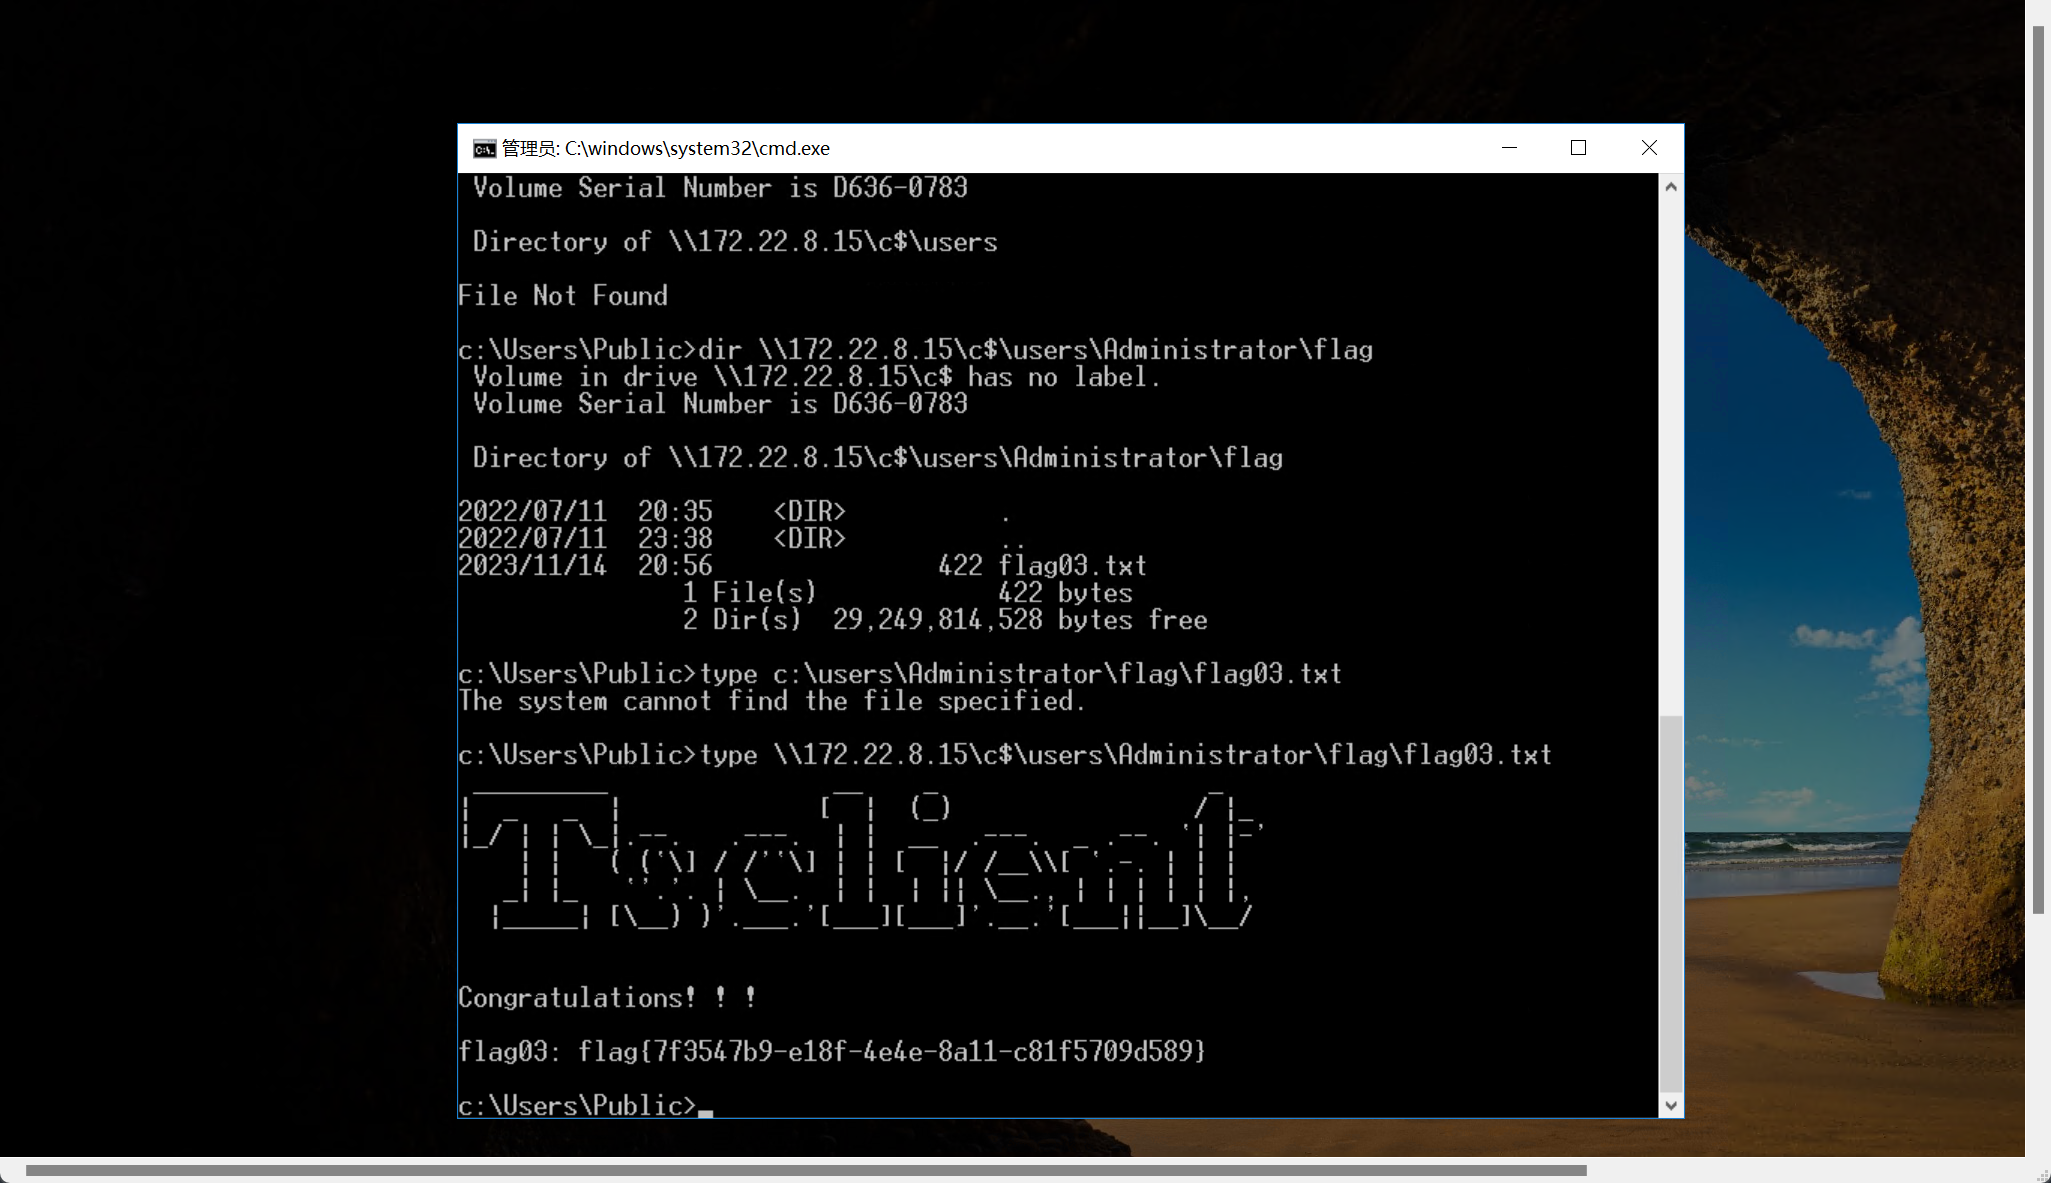 管理员: C:\windows\system32\cmd.exe
Volume Serial Number is D636-0783
Directory of \\172.22.8.15\c$\users
File Not Found
c:\Users\Public>dir \\172.22.8.15\c$\users\Administrator\flag
Volume in drive \\172.22.8.15\c$ has no label.
Volume Serial Number is D636-0783
Directory of \\172.22.8.15\c$\users\Administrator\flag
2022/07/11  20:35    <DIR>          .
2022/07/11  23:38    <DIR>          ..
2023/11/14  20:56               422 flag03.txt
1 File(s)            422 bytes
2 Dir(s)  29,249,814,528 bytes free
c:\Users\Public>type c:\users\Administrator\flag\flag03.txt
The system cannot find the file specified.
c:\Users\Public>type \\172.22.8.15\c$\users\Administrator\flag\flag03.txt
Tsclient
Congratulations! ! !
flag03: flag{7f3547b9-e18f-4e4e-8a11-c81f5709d589}
c:\Users\Public>